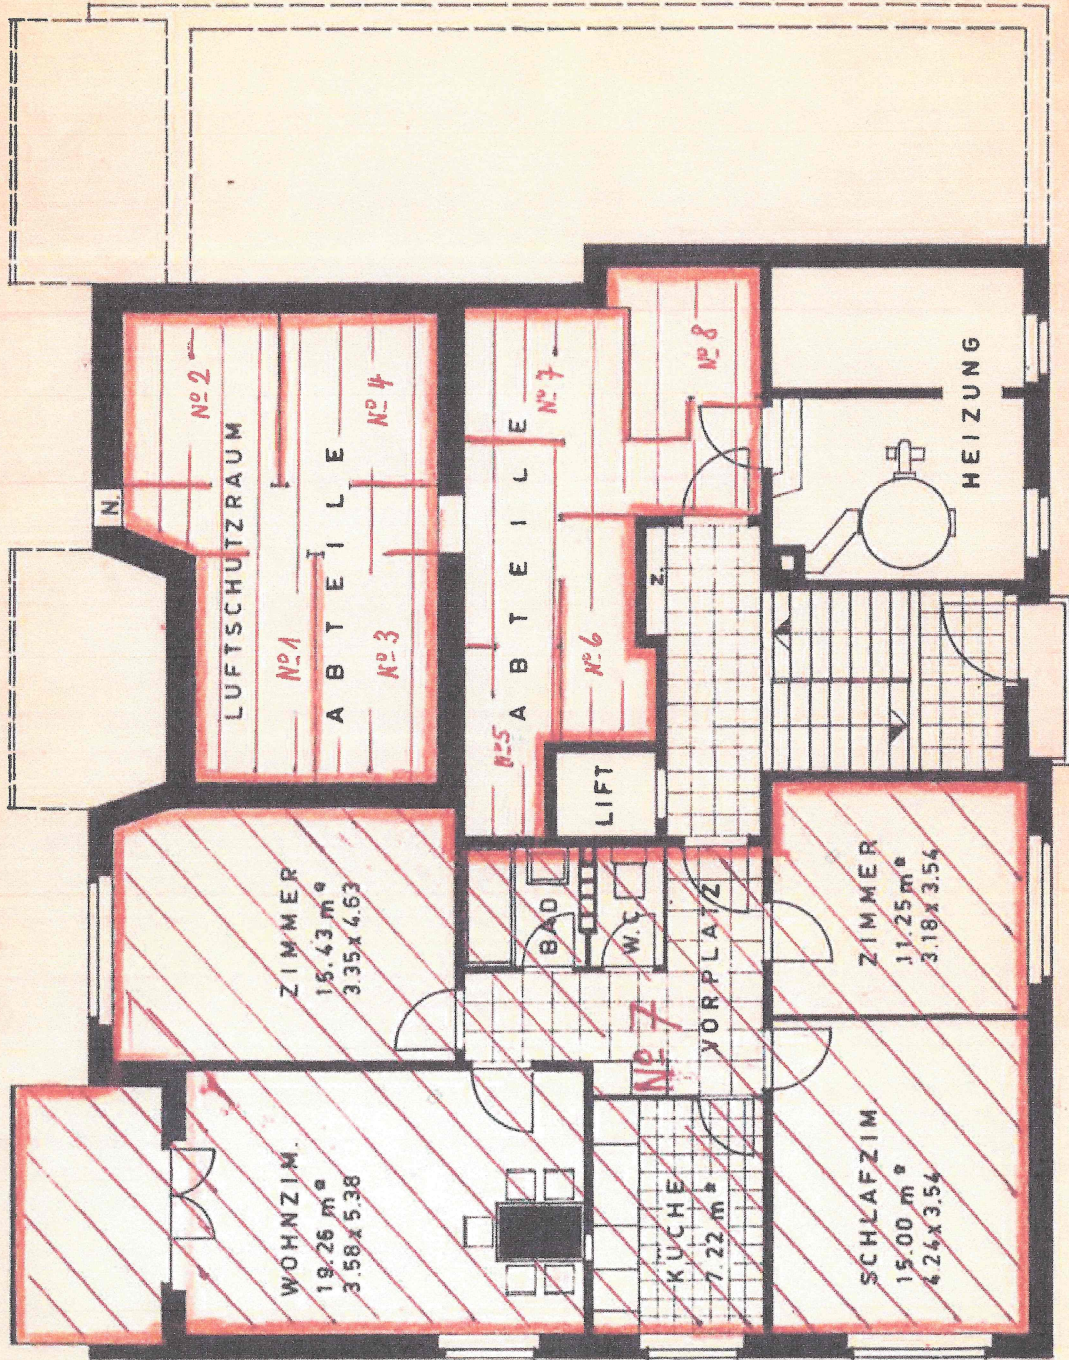 LUFTSCHUTZRAUM
ABTEILE
Nº 1
Nº 2
Nº 3
Nº 4
N.
ABTEILE
Nº 5
Nº 6
Nº 7
Nº 8
Z.
LIFT
HEIZUNG
ZIMMER
15.43 m²
3.35 x 4.63
BAD
W.C.
VORPLATZ
Z
Nº 7
ZIMMER
11.25 m²
3.18 x 3.54
WOHNZIM.
19.26 m²
3.58 x 5.38
KÜCHE
7.22 m²
SCHLAFZIM
15.00 m²
4.24 x 3.54